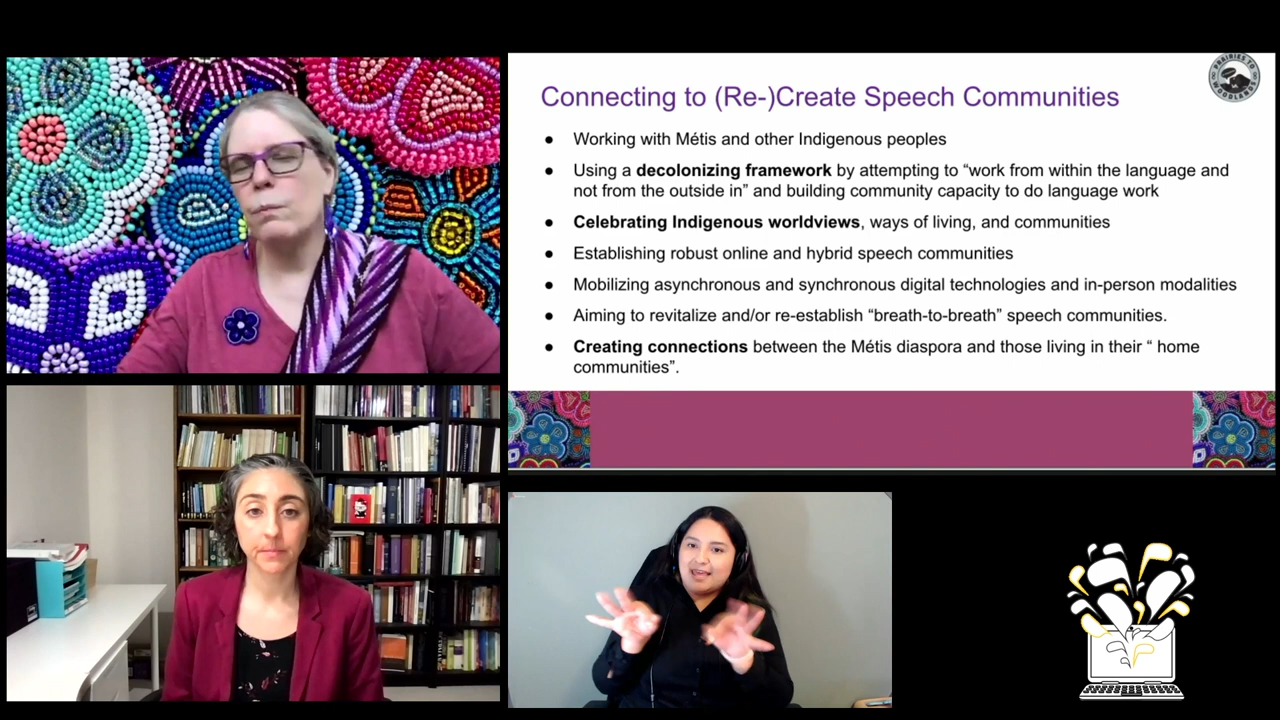 PRAIRIES TO
WOODLANDS
Connecting to (Re-)Create Speech Communities
● Working with Métis and other Indigenous peoples
● Using a decolonizing framework by attempting to “work from within the language and
not from the outside in” and building community capacity to do language work
● Celebrating Indigenous worldviews, ways of living, and communities
● Establishing robust online and hybrid speech communities
● Mobilizing asynchronous and synchronous digital technologies and in-person modalities
● Aiming to revitalize and/or re-establish “breath-to-breath” speech communities.
● Creating connections between the Métis diaspora and those living in their “ home
communities”.